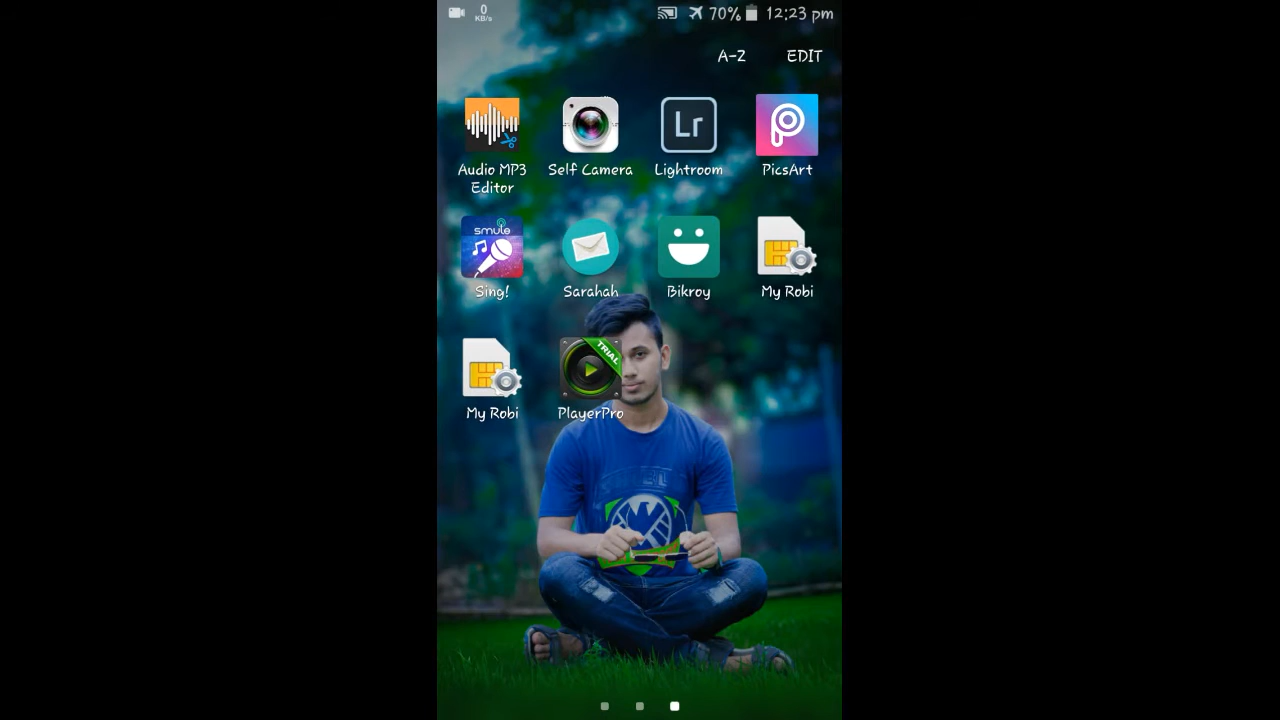 0
KB/s
70%
12:23 pm
A-Z
EDIT
Lr
Audio MP3
Editor
Self Camera
Lightroom
PicsArt
smule
Sing!
Sarahah
Bikroy
My Robi
TRIAL
My Robi
PlayerPro